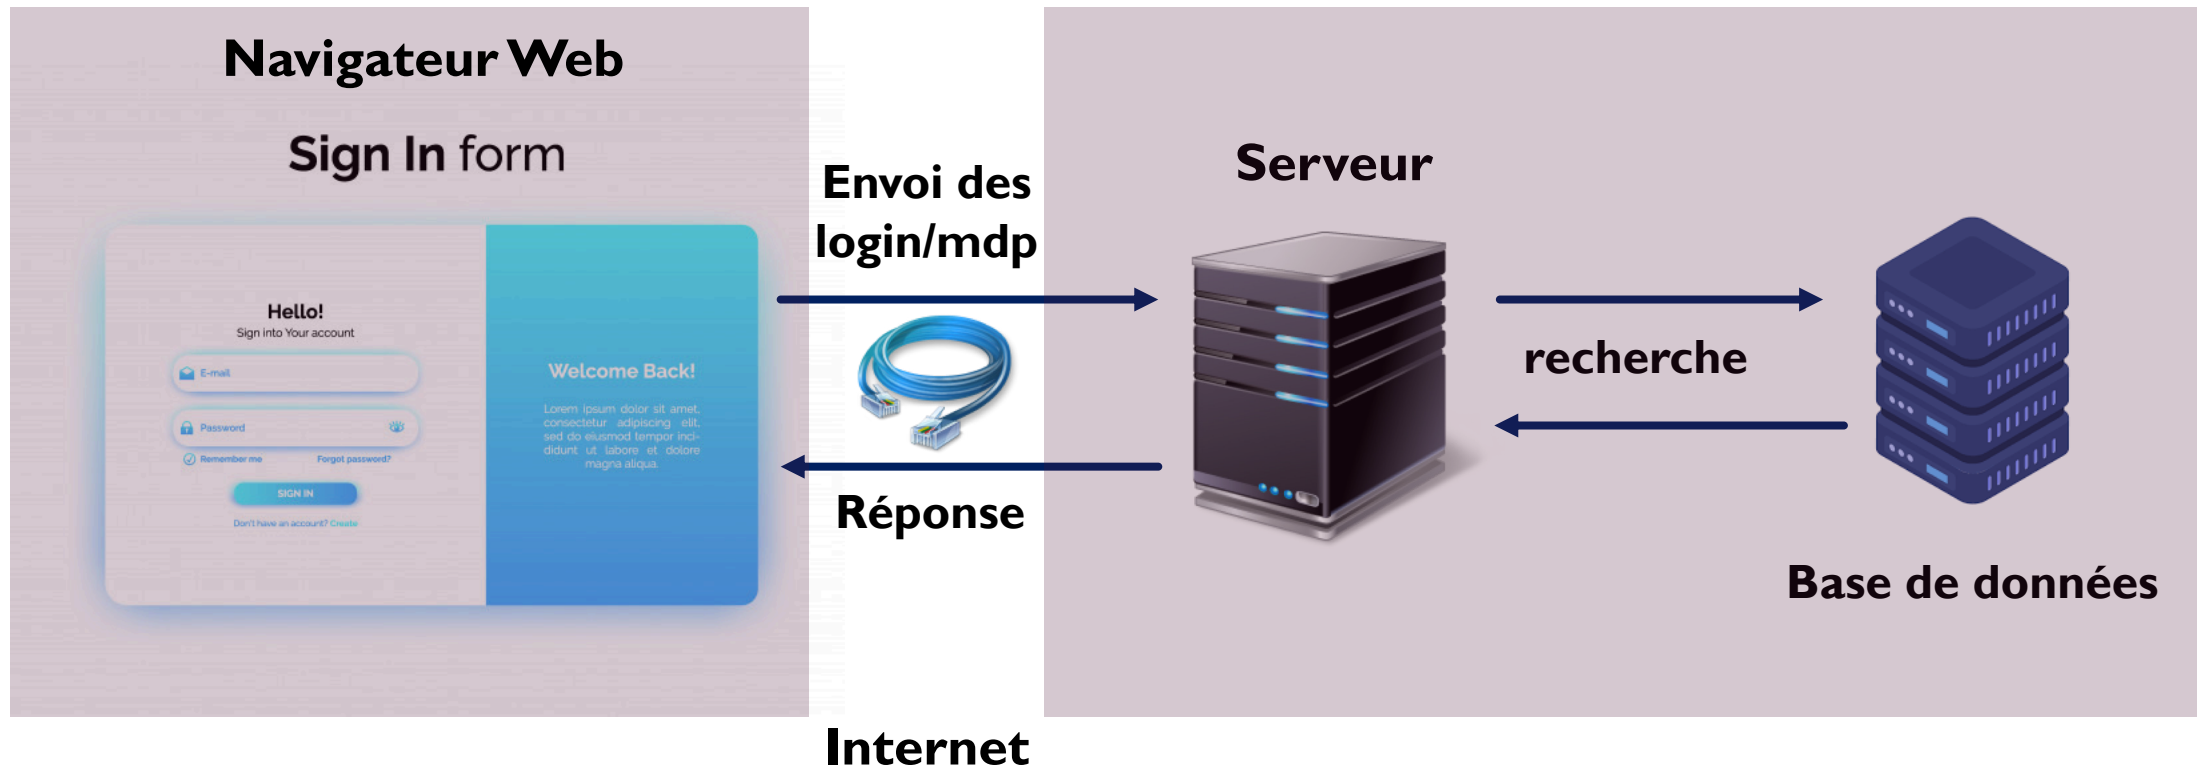 Navigateur Web
Sign In form
Hello!
Sign into Your account
E-mail
Password
Remember me
Forgot password?
SIGN IN
Don't have an account? Create
Welcome Back!
Lorem ipsum dolor sit amet,
consectetur adipiscing elit,
sed do eiusmod tempor inci-
didunt ut labore et dolore
magna aliqua.
Envoi des
login/mdp
Réponse
Internet
Serveur
recherche
Base de données